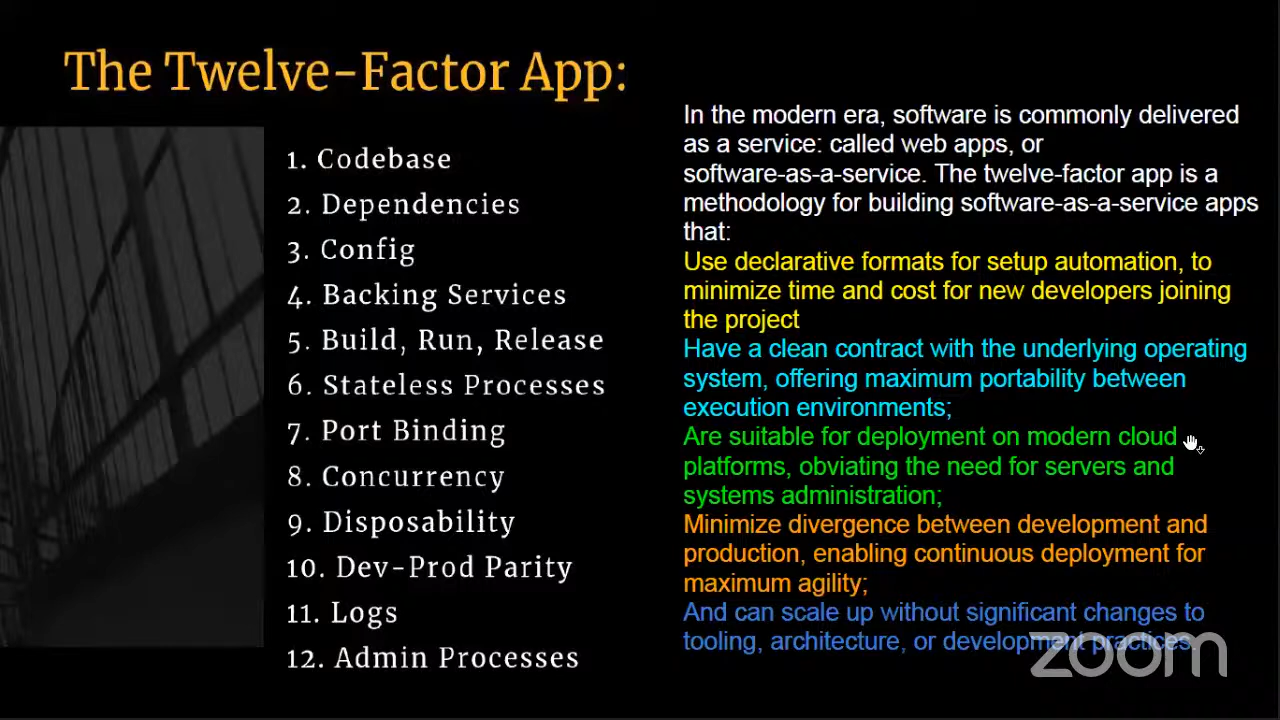 The Twelve-Factor App:
1. Codebase
2. Dependencies
3. Config
4. Backing Services
5. Build, Run, Release
6. Stateless Processes
7. Port Binding
8. Concurrency
9. Disposability
10. Dev-Prod Parity
11. Logs
12. Admin Processes
In the modern era, software is commonly delivered
as a service: called web apps, or
software-as-a-service. The twelve-factor app is a
methodology for building software-as-a-service apps
that:
Use declarative formats for setup automation, to
minimize time and cost for new developers joining
the project
Have a clean contract with the underlying operating
system, offering maximum portability between
execution environments;
Are suitable for deployment on modern cloud
platforms, obviating the need for servers and
systems administration;
Minimize divergence between development and
production, enabling continuous deployment for
maximum agility;
And can scale up without significant changes to
tooling, architecture, or development practices.
zoom